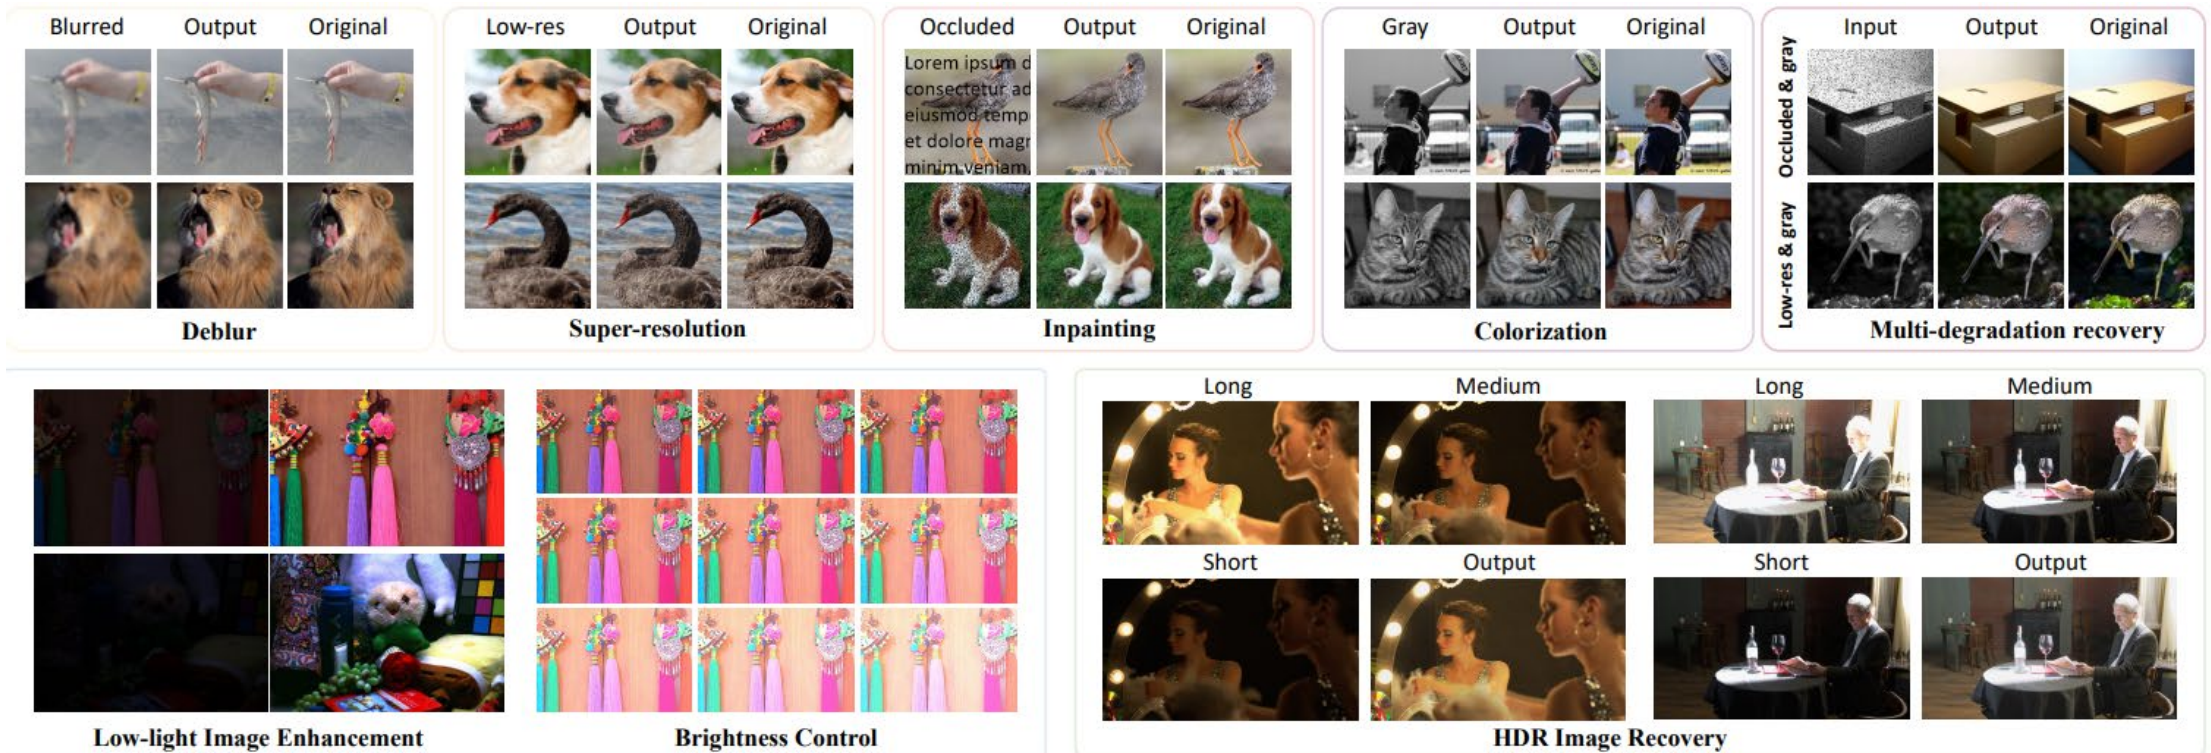 Blurred Output Original
Deblur
Low-res Output Original
Super-resolution
Occluded Output Original
Lorem ipsum d
consectetur ad
eiusmod temp
et dolore magr
minim veniam
Inpainting
Gray Output Original
Colorization
Input Output Original
Occluded & gray
Low-res & gray
Multi-degradation recovery
Low-light Image Enhancement
Brightness Control
Long Medium
Short Output
Long Medium
Short Output
HDR Image Recovery